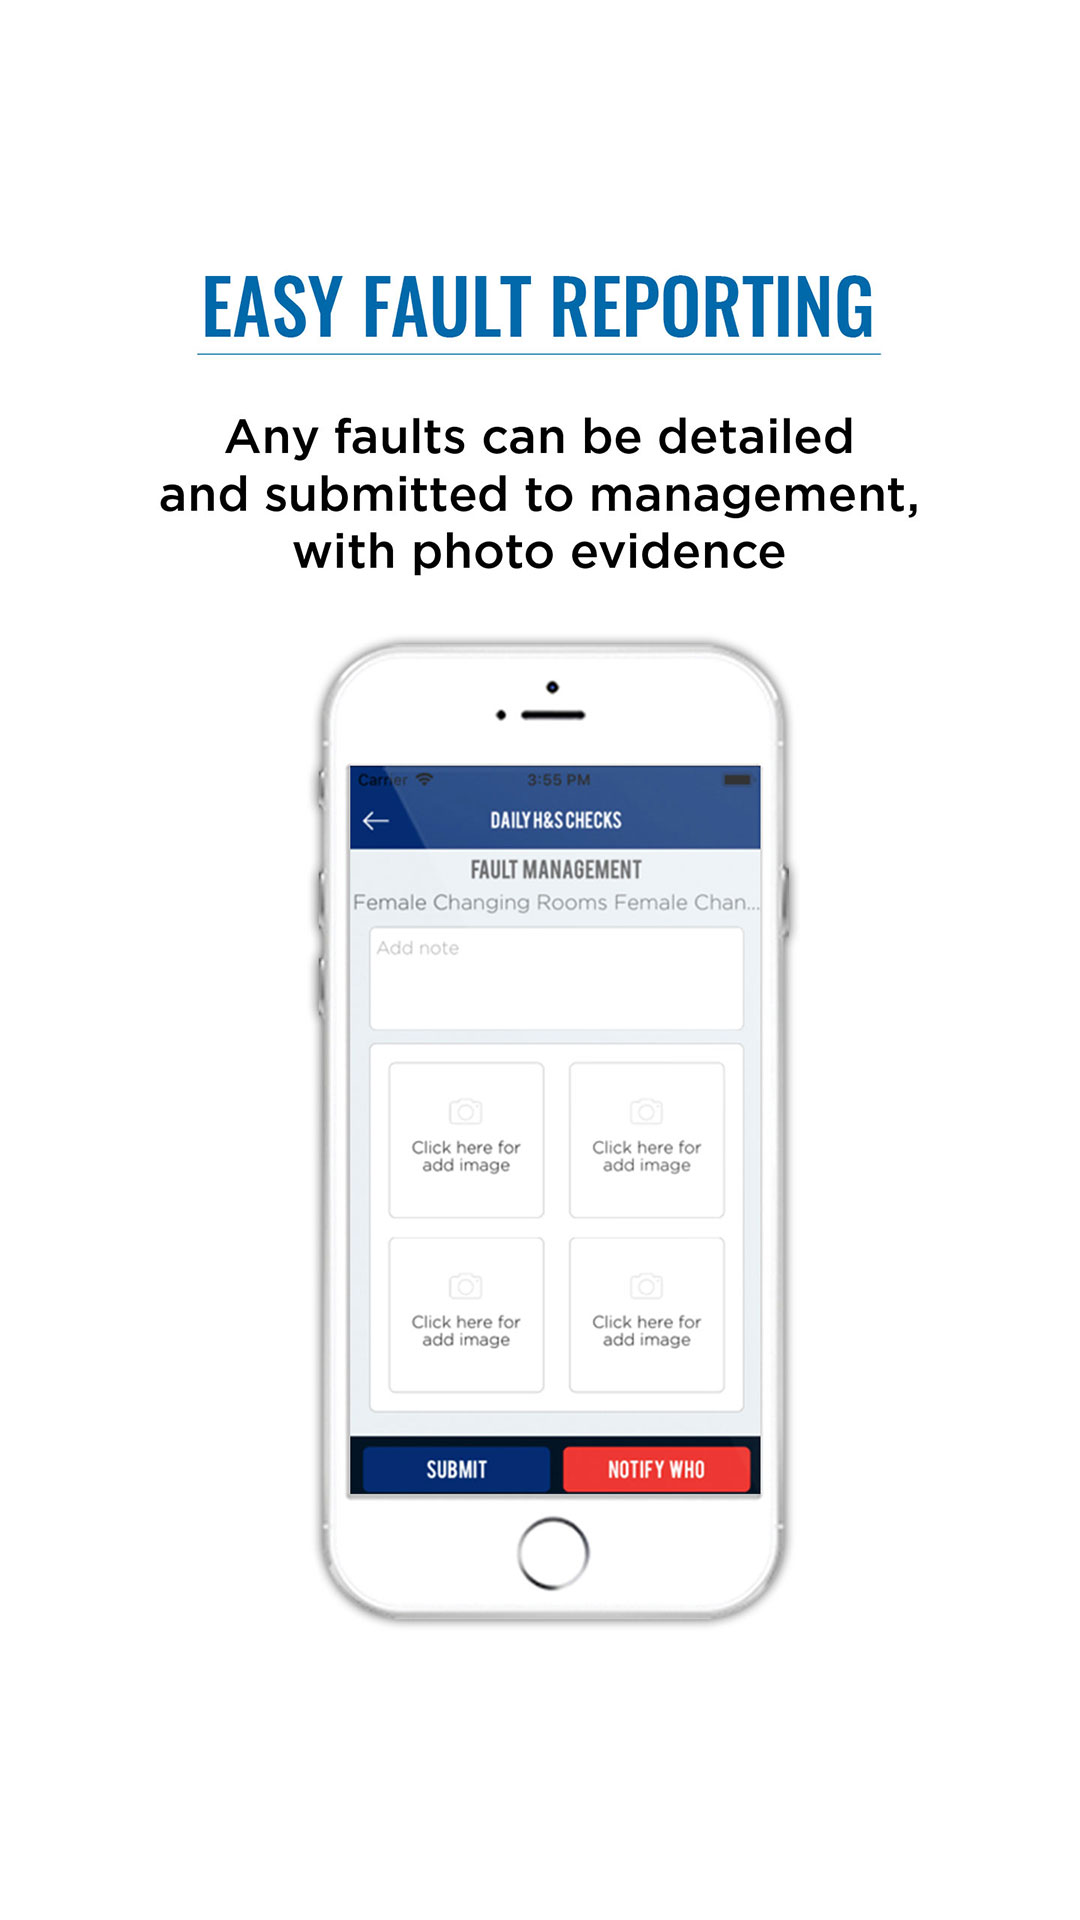 EASY FAULT REPORTING
Any faults can be detailed
and submitted to management,
with photo evidence
Carrier
3:55 PM
DAILY H&S CHECKS
FAULT MANAGEMENT
Female Changing Rooms Female Chan...
Add note
Click here for
add image
Click here for
add image
Click here for
add image
Click here for
add image
SUBMIT
NOTIFY WHO